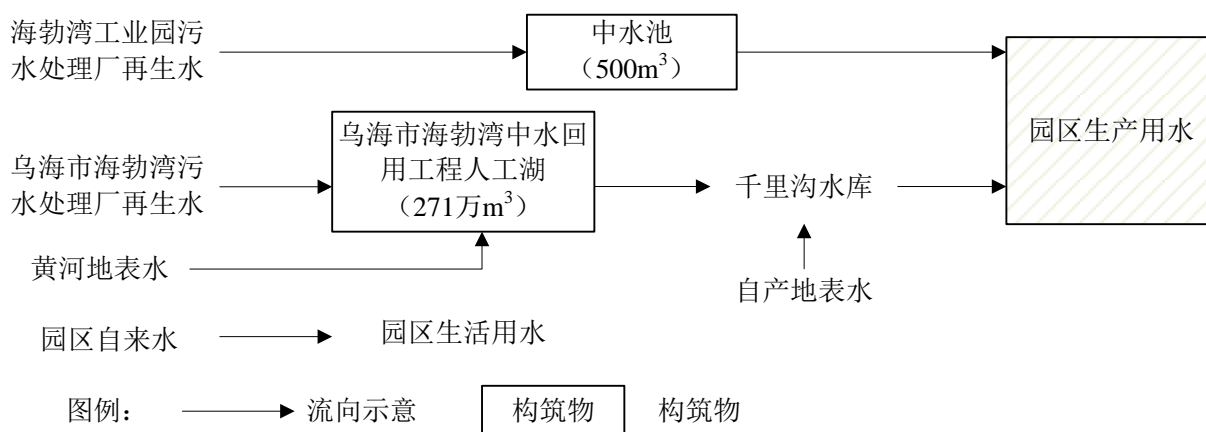 海勃湾工业园污
水处理厂再生水
中水池
（500m³）
园区生产用水
乌海市海勃湾污
水处理厂再生水
乌海市海勃湾中水回
用工程人工湖
（271万m³）
千里沟水库
黄河地表水
自产地表水
园区自来水
园区生活用水
图例：
流向示意
构筑物
构筑物